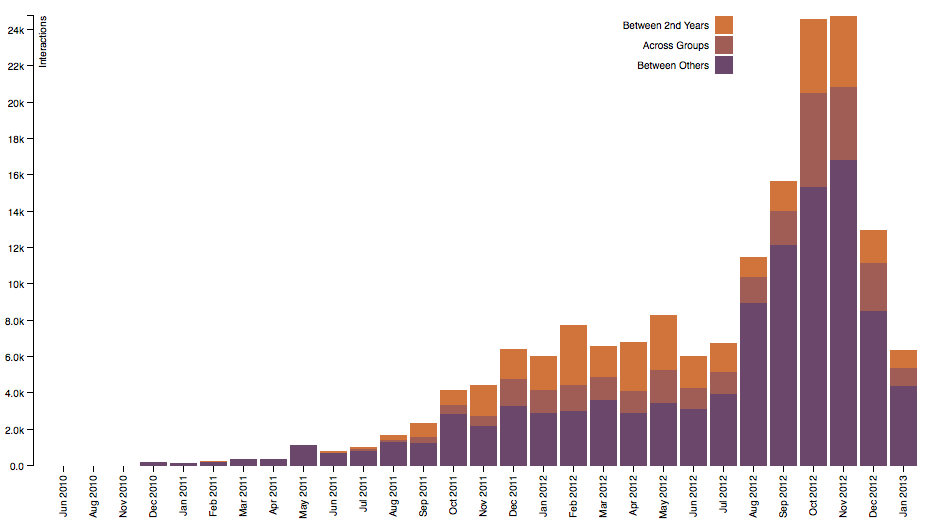 Interactions
24k
22k
20k
18k
16k
14k
12k
10k
8.0k
6.0k
4.0k
2.0k
0.0
Between 2nd Years
Across Groups
Between Others
Jun 2010
Aug 2010
Nov 2010
Dec 2010
Jan 2011
Feb 2011
Mar 2011
Apr 2011
May 2011
Jun 2011
Jul 2011
Aug 2011
Sep 2011
Oct 2011
Nov 2011
Dec 2011
Jan 2012
Feb 2012
Mar 2012
Apr 2012
May 2012
Jun 2012
Jul 2012
Aug 2012
Sep 2012
Oct 2012
Nov 2012
Dec 2012
Jan 2013